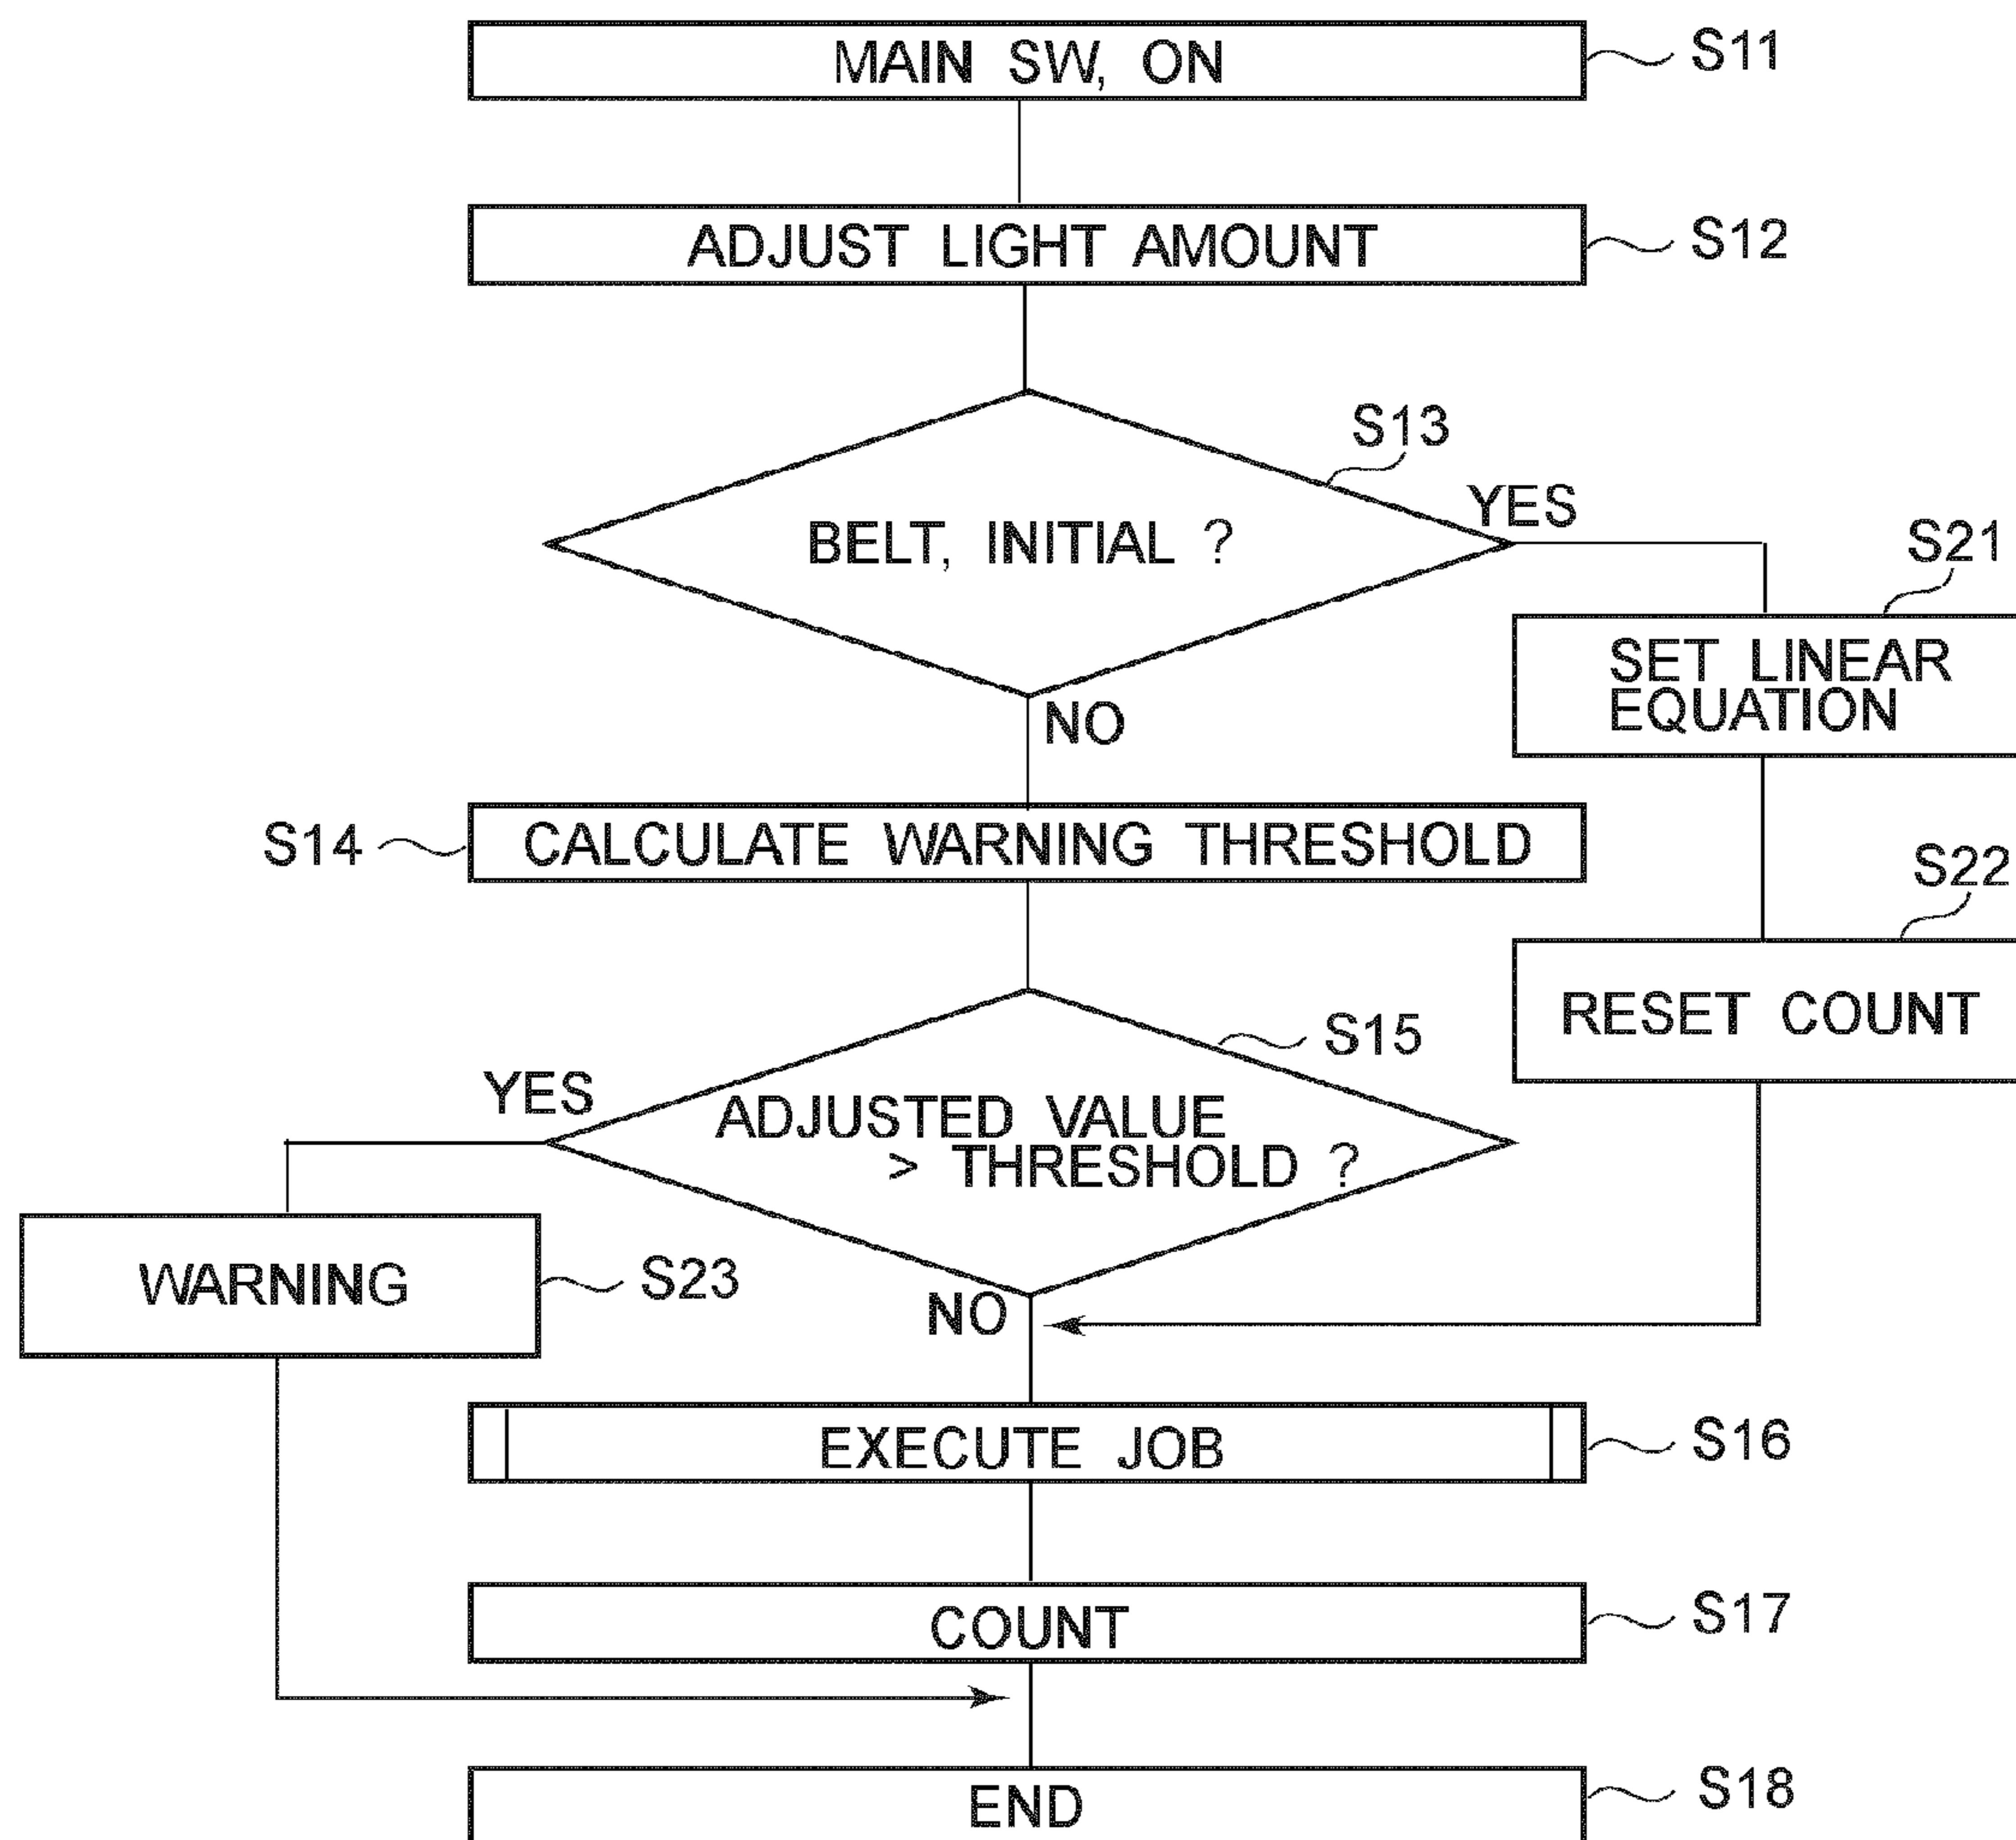 MAIN SW, ON
S11
ADJUST LIGHT AMOUNT
S12
S13
BELT, INITIAL ?
YES
S21
SET LINEAR
EQUATION
NO
S14
CALCULATE WARNING THRESHOLD
S22
RESET COUNT
S15
YES
ADJUSTED VALUE
> THRESHOLD ?
WARNING
S23
NO
EXECUTE JOB
S16
COUNT
S17
END
S18